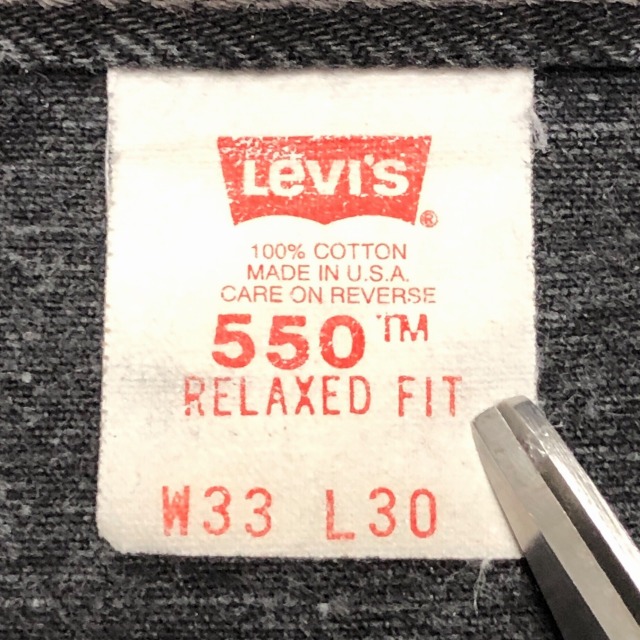 Levi's®
100% COTTON
MADE IN U.S.A.
CARE ON REVERSE
550™
RELAXED FIT
W33 L30